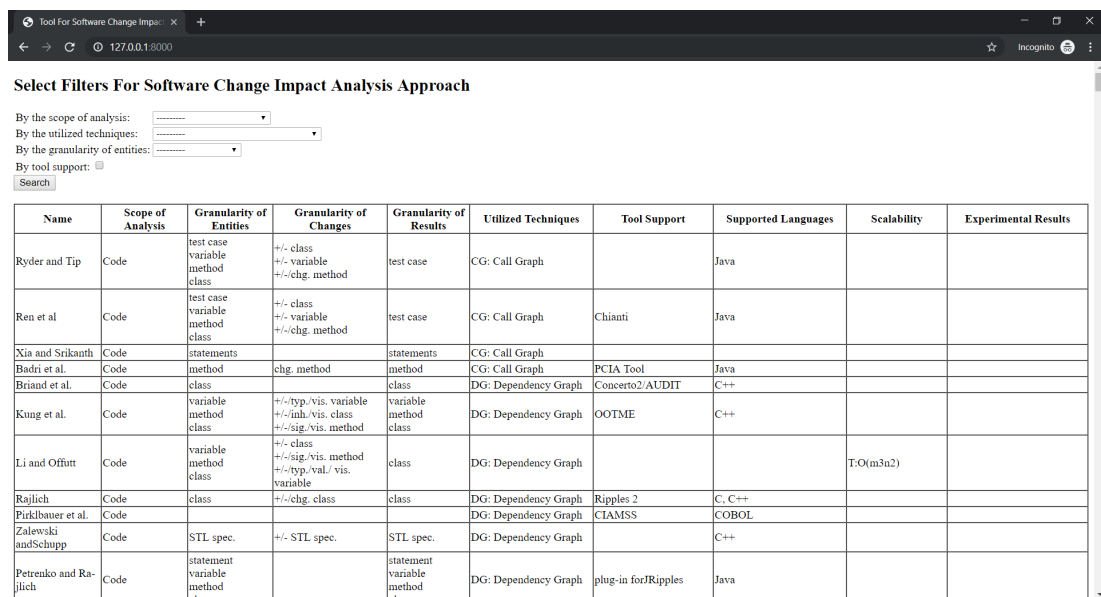 Tool For Software Change Impac
127.0.0.1:8000
Incognito
Select Filters For Software Change Impact Analysis Approach
By the scope of analysis: ---------
By the utilized techniques: ---------
By the granularity of entities: ---------
By tool support:
Search
Name Scope of Analysis Granularity of Entities Granularity of Changes Granularity of Results Utilized Techniques Tool Support Supported Languages Scalability Experimental Results
Ryder and Tip Code test case variable method class +/- class +/- variable +/-/chg. method test case CG: Call Graph Java
Ren et al Code test case variable method class +/- class +/- variable +/-/chg. method test case CG: Call Graph Chianti Java
Xia and Srikanth Code statements statements CG: Call Graph
Badri et al. Code method chg. method method CG: Call Graph PCIA Tool Java
Briand et al. Code class class DG: Dependency Graph Concerto2/AUDIT C++
Kung et al. Code variable method class +/-/typ./vis. variable +/-/inh./vis. class +/-/sig./vis. method variable method class DG: Dependency Graph OOTME C++
Li and Offutt Code variable method class +/- class +/-/sig./vis. method +/-/typ./val./ vis. variable class DG: Dependency Graph T:O(m3n2)
Rajlich Code class +/-/chg. class class DG: Dependency Graph Ripples 2 C, C++
Pirklbauer et al. Code DG: Dependency Graph CIAMSS COBOL
Zalewski andSchupp Code STL spec. +/- STL spec. STL spec. DG: Dependency Graph C++
Petrenko and Ra-jlich Code statement variable method statement variable method DG: Dependency Graph plug-in forJRipples Java